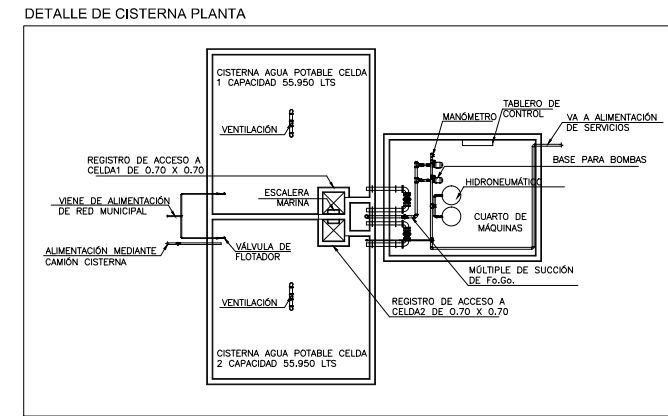 DETALLE DE CISTERNA PLANTA
CISTERNA AGUA POTABLE CELDA
1 CAPACIDAD 55.950 LTS
VENTILACIÓN
REGISTRO DE ACCESO A
CELDA1 DE 0.70 X 0.70
ESCALERA
MARINA
VIENE DE ALIMENTACIÓN
DE RED MUNICIPAL
ALIMENTACIÓN MEDIANTE
CAMIÓN CISTERNA
VÁLVULA DE
FLOTADOR
VENTILACIÓN
CISTERNA AGUA POTABLE CELDA
2 CAPACIDAD 55.950 LTS
MANÓMETRO
TABLERO DE
CONTROL
VA A ALIMENTACIÓN
DE SERVICIOS
BASE PARA BOMBAS
HIDRONEUMÁTICO
CUARTO DE
MÁQUINAS
MÚLTIPLE DE SUCCIÓN
DE Fo.Go.
REGISTRO DE ACCESO A
CELDA2 DE 0.70 X 0.70